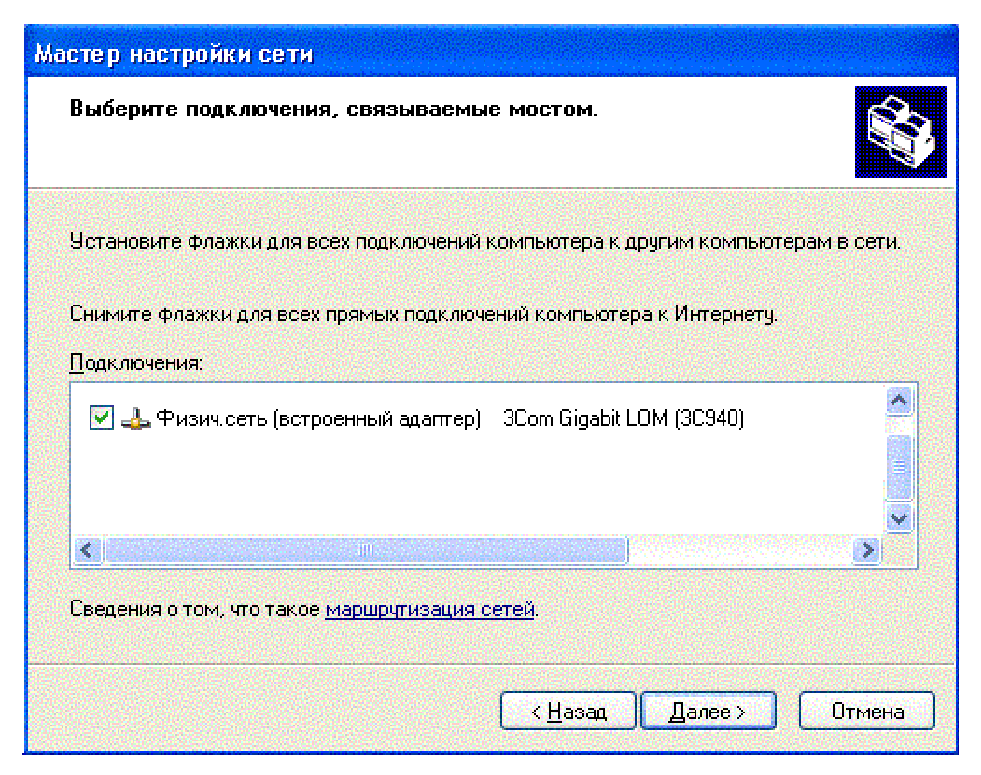 Мастер настройки сети
Выберите подключения, связываемые мостом.
Установите флажки для всех подключений компьютера к другим компьютерам в сети.
Снимите флажки для всех прямых подключений компьютера к Интернету.
Подключения:
Физич.сеть (встроенный адаптер) 3Com Gigabit LOM (3C940)
Сведения о том, что такое маршрутизация сетей.
< Назад Далее > Отмена